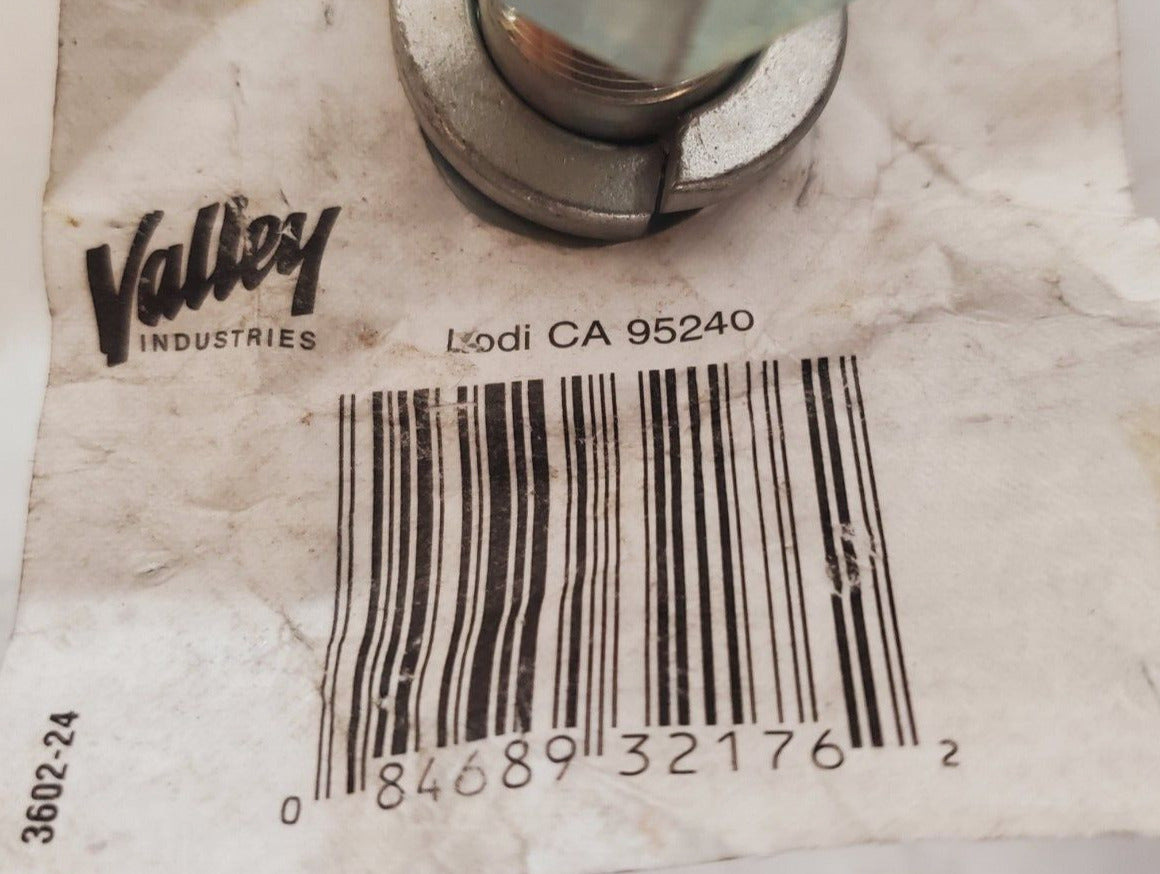 Valley
INDUSTRIES
Lodi CA 95240
0 84689 32176 2
3602-24